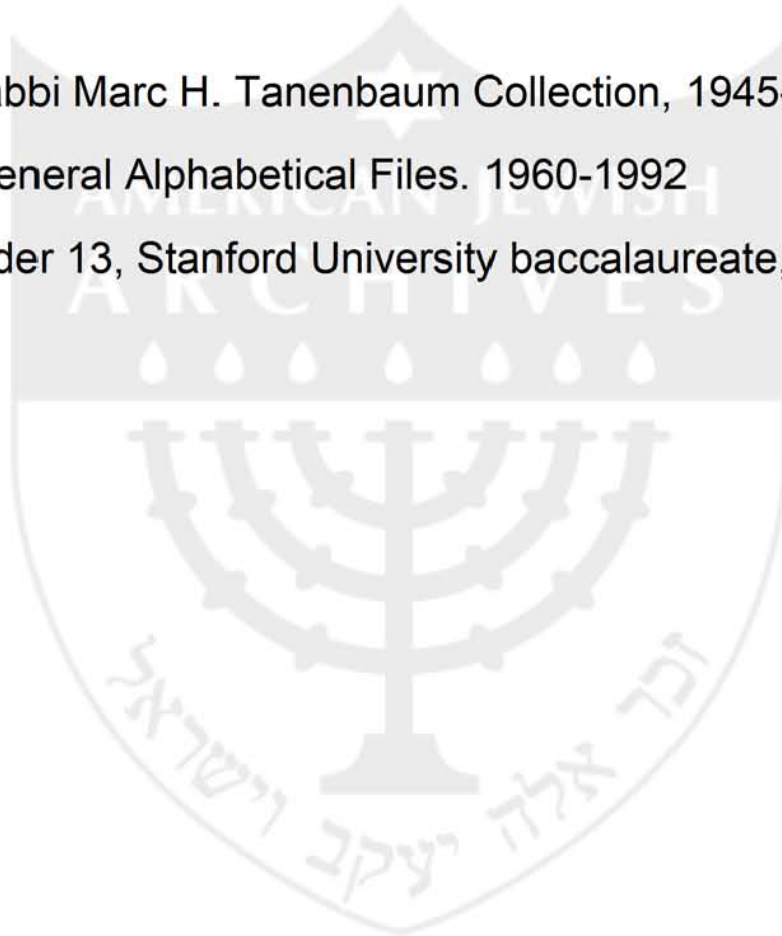 abbi Marc H. Tanenbaum Collection, 1945-
eneral Alphabetical Files. 1960-1992
AMERICAN JEWISH
der 13, Stanford University baccalaureate,
ARCHIVES
זכר אלה יעקב וישראל